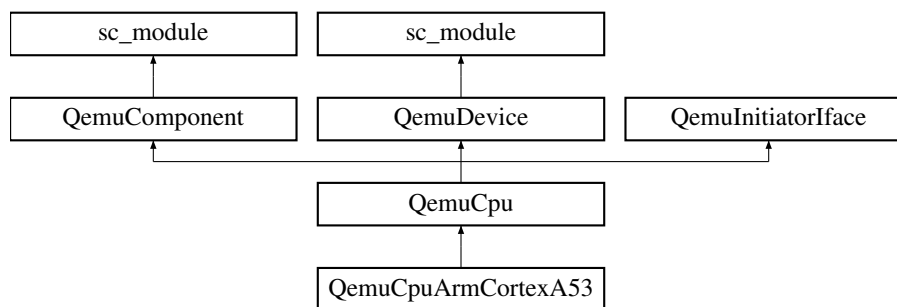 sc_module
sc_module
QemuComponent
QemuDevice
QemuInitiatorIface
QemuCpu
QemuCpuArmCortexA53